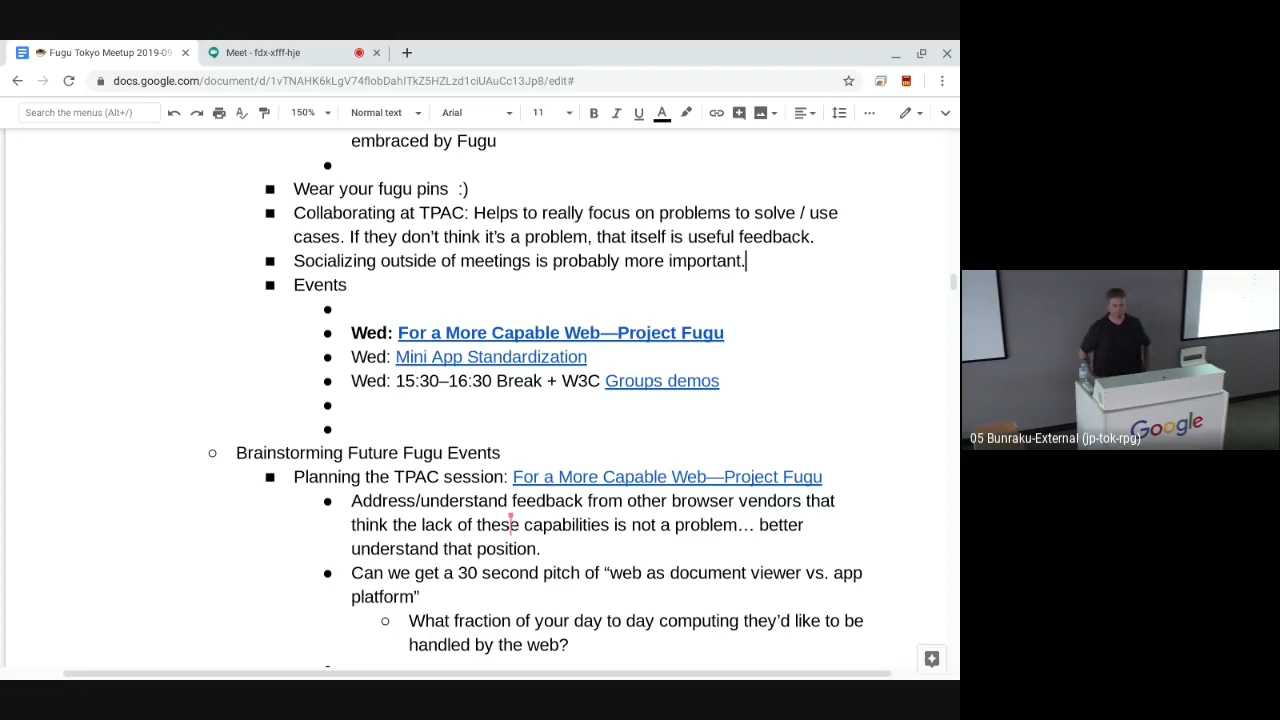 Fugu Tokyo Meetup 2019-09
Meet - fdx-xfff-hje
docs.google.com/document/d/1vTNAHK6kLgV74flobDahITkZ5HZLzd1ciUAuCc13Jp8/edit#
Search the menus (Alt+/)
150%
Normal text
Arial
11
B I U A
embraced by Fugu
Wear your fugu pins :)
Collaborating at TPAC: Helps to really focus on problems to solve / use
cases. If they don’t think it’s a problem, that itself is useful feedback.
Socializing outside of meetings is probably more important.
Events
Wed: For a More Capable Web—Project Fugu
Wed: Mini App Standardization
Wed: 15:30–16:30 Break + W3C Groups demos
Brainstorming Future Fugu Events
Planning the TPAC session: For a More Capable Web—Project Fugu
Address/understand feedback from other browser vendors that
think the lack of these capabilities is not a problem… better
understand that position.
Can we get a 30 second pitch of “web as document viewer vs. app
platform”
What fraction of your day to day computing they’d like to be
handled by the web?
Google
05 Bunraku-External (jp-tok-rpg)